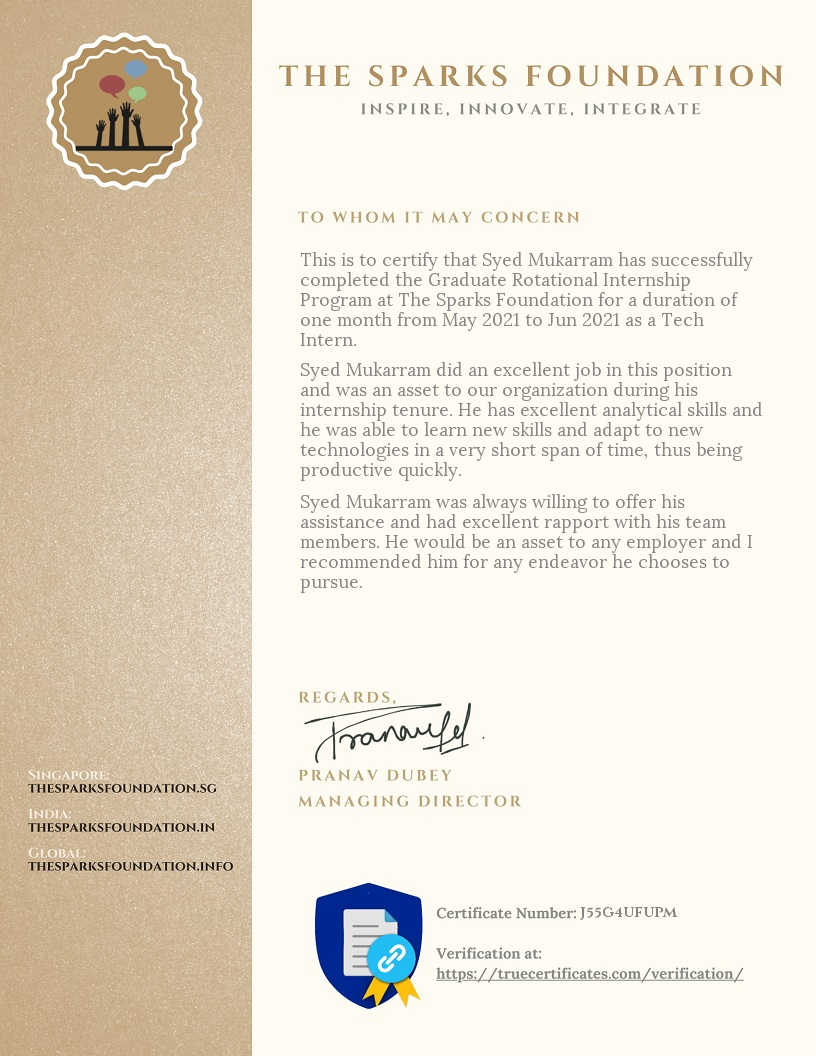 THE SPARKS FOUNDATION
INSPIRE, INNOVATE, INTEGRATE
TO WHOM IT MAY CONCERN
This is to certify that Syed Mukarram has successfully
completed the Graduate Rotational Internship
Program at The Sparks Foundation for a duration of
one month from May 2021 to Jun 2021 as a Tech
Intern.
Syed Mukarram did an excellent job in this position
and was an asset to our organization during his
internship tenure. He has excellent analytical skills and
he was able to learn new skills and adapt to new
technologies in a very short span of time, thus being
productive quickly.
Syed Mukarram was always willing to offer his
assistance and had excellent rapport with his team
members. He would be an asset to any employer and I
recommended him for any endeavor he chooses to
pursue.
REGARDS,
PRANAV DUBEY
MANAGING DIRECTOR
SINGAPORE:
THESPARKSFOUNDATION.SG
INDIA:
THESPARKSFOUNDATION.IN
GLOBAL:
THESPARKSFOUNDATION.INFO
Certificate Number: J55G4UFUPM
Verification at:
https://truecertificates.com/verification/